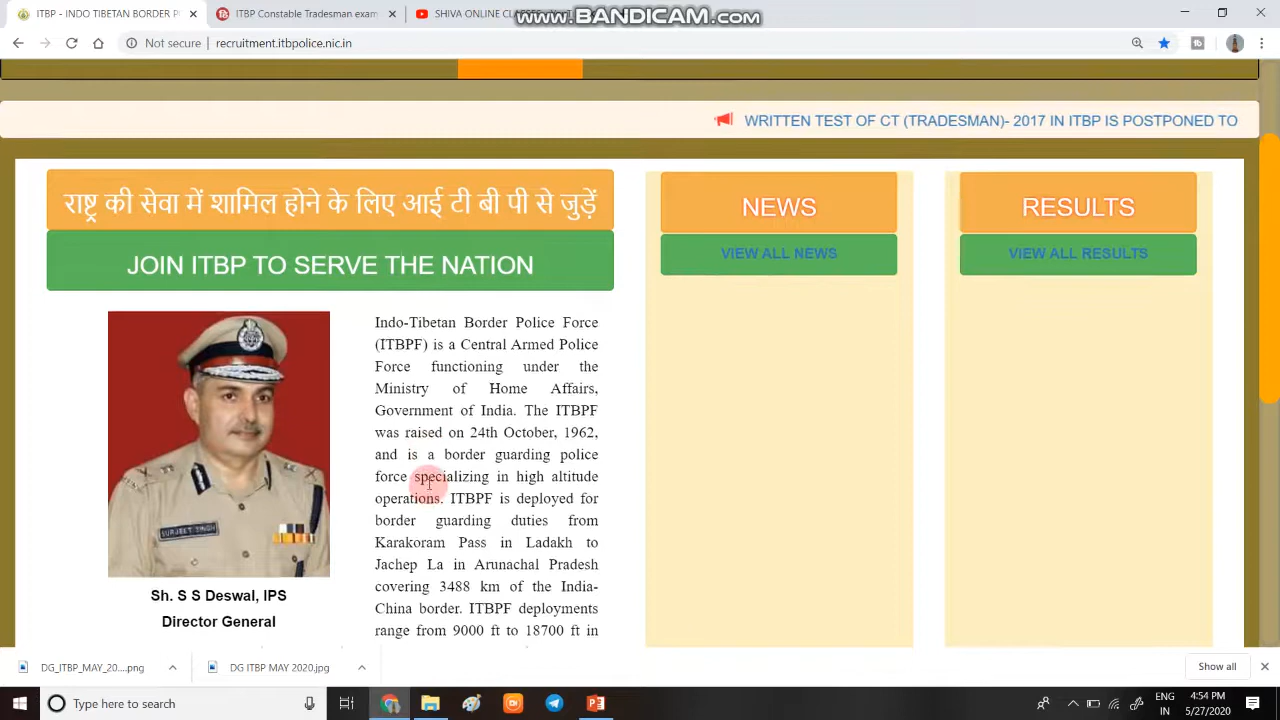 ITBP - INDO TIBETAN BORDER P
ITBP Constable Tradesman exam
SHIVA ONLINE CLASSES
www.BANDICAM.com
Not secure
recruitment.itbpolice.nic.in
WRITTEN TEST OF CT (TRADESMAN)- 2017 IN ITBP IS POSTPONED TO
राष्ट्र की सेवा में शामिल होने के लिए आई टी बी पी से जुड़ें
JOIN ITBP TO SERVE THE NATION
Indo-Tibetan Border Police Force
(ITBPF) is a Central Armed Police
Force functioning under the
Ministry of Home Affairs,
Government of India. The ITBPF
was raised on 24th October, 1962,
and is a border guarding police
force specializing in high altitude
operations. ITBPF is deployed for
border guarding duties from
Karakoram Pass in Ladakh to
Jachep La in Arunachal Pradesh
covering 3488 km of the India-
China border. ITBPF deployments
range from 9000 ft to 18700 ft in
SURJEET SINGH
Sh. S S Deswal, IPS
Director General
NEWS
VIEW ALL NEWS
RESULTS
VIEW ALL RESULTS
DG_ITBP_MAY_20....png
DG ITBP MAY 2020.jpg
Show all
Type here to search
ENG
IN
4:54 PM
5/27/2020